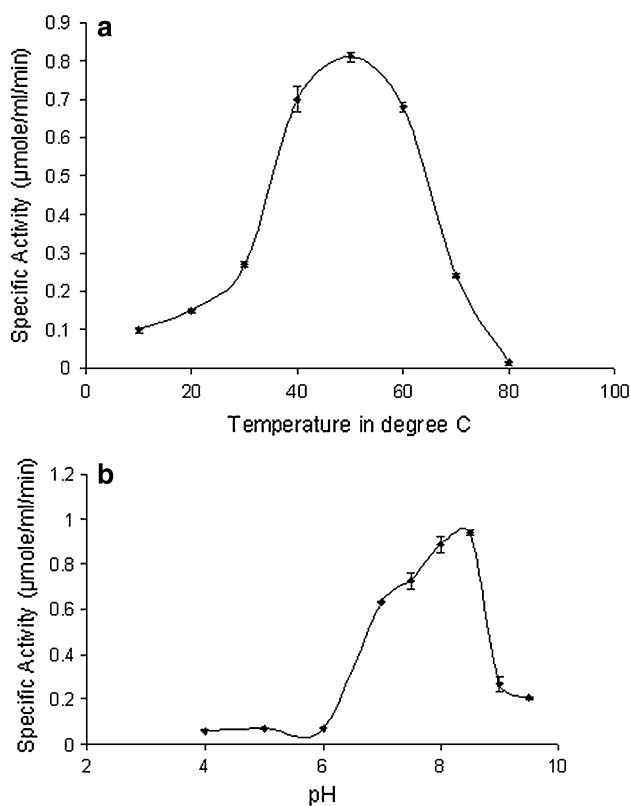 a
Specific Activity (µmole/ml/min)
0.9
0.8
0.7
0.6
0.5
0.4
0.3
0.2
0.1
0
0 20 40 60 80 100
Temperature in degree C
b
Specific Activity (µmole/ml/min)
1.2
1
0.8
0.6
0.4
0.2
0
2 4 6 8 10
pH